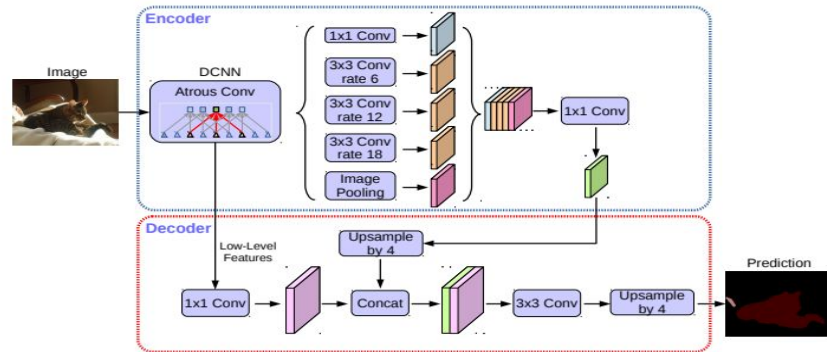 Encoder
Image
DCNN
Atrous Conv
1x1 Conv
3x3 Conv
rate 6
3x3 Conv
rate 12
3x3 Conv
rate 18
Image
Pooling
1x1 Conv
Decoder
Low-Level
Features
Upsample
by 4
1x1 Conv
Concat
3x3 Conv
Upsample
by 4
Prediction